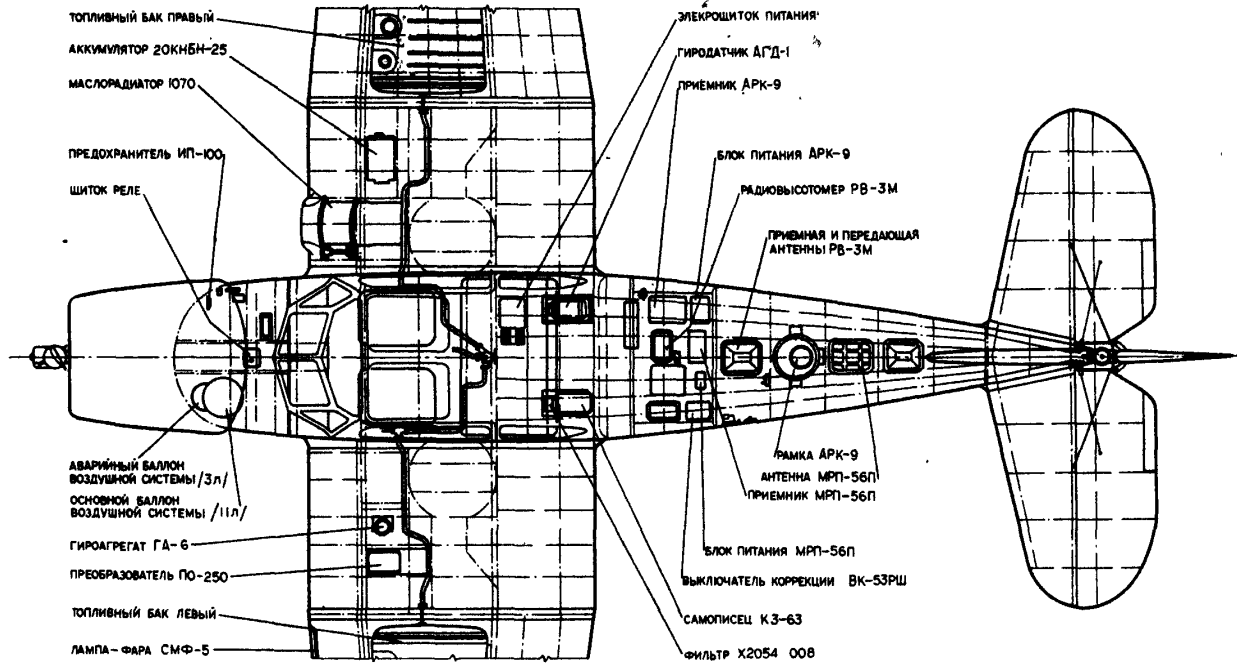 ТОПЛИВНЫЙ БАК ПРАВЫЙ
АККУМУЛЯТОР 20КНБН-25
МАСЛОРАДИАТОР 1070
ПРЕДОХРАНИТЕЛЬ ИП-100
ЩИТОК РЕЛЕ
АВАРИЙНЫЙ БАЛЛОН
ВОЗДУШНОЙ СИСТЕМЫ /3л/
ОСНОВНОЙ БАЛЛОН
ВОЗДУШНОЙ СИСТЕМЫ /11л/
ГИРОАГРЕГАТ ГА-6
ПРЕОБРАЗОВАТЕЛЬ ПО-250
ТОПЛИВНЫЙ БАК ЛЕВЫЙ
ЛАМПА-ФАРА СМФ-5
ЭЛЕКРОЩИТОК ПИТАНИЯ
ГИРОДАТЧИК АГД-1
ПРИЕМНИК АРК-9
БЛОК ПИТАНИЯ АРК-9
РАДИОВЫСОТОМЕР РВ-3М
ПРИЕМНАЯ И ПЕРЕДАЮЩАЯ
АНТЕННЫ РВ-3М
РАМКА АРК-9
АНТЕННА МРП-56П
ПРИЕМНИК МРП-56П
БЛОК ПИТАНИЯ МРП-56П
ВЫКЛЮЧАТЕЛЬ КОРРЕКЦИИ ВК-53РШ
САМОПИСЕЦ К3-63
ФИЛЬТР Х2054 008